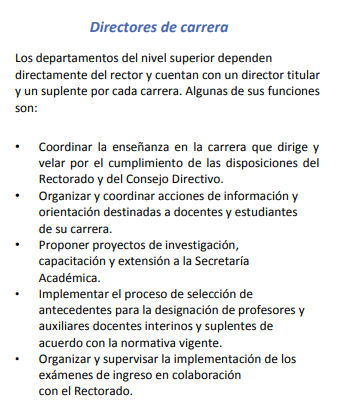 Directores de carrera
Los departamentos del nivel superior dependen
directamente del rector y cuentan con un director titular
y un suplente por cada carrera. Algunas de sus funciones
son:
• Coordinar la enseñanza en la carrera que dirige y
velar por el cumplimiento de las disposiciones del
Rectorado y del Consejo Directivo.
• Organizar y coordinar acciones de información y
orientación destinadas a docentes y estudiantes
de su carrera.
• Proponer proyectos de investigación,
capacitación y extensión a la Secretaría
Académica.
• Implementar el proceso de selección de
antecedentes para la designación de profesores y
auxiliares docentes interinos y suplentes de
acuerdo con la normativa vigente.
• Organizar y supervisar la implementación de los
exámenes de ingreso en colaboración
con el Rectorado.